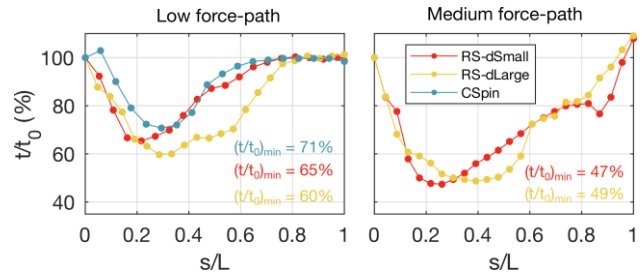 Low force-path
Medium force-path
t/t0 (%)
100
80
60
40
(t/t0)min = 71%
(t/t0)min = 65%
(t/t0)min = 60%
0
0.2
0.4
0.6
0.8
1
s/L
RS-dSmall
RS-dLarge
CSpin
(t/t0)min = 47%
(t/t0)min = 49%
0
0.2
0.4
0.6
0.8
1
s/L